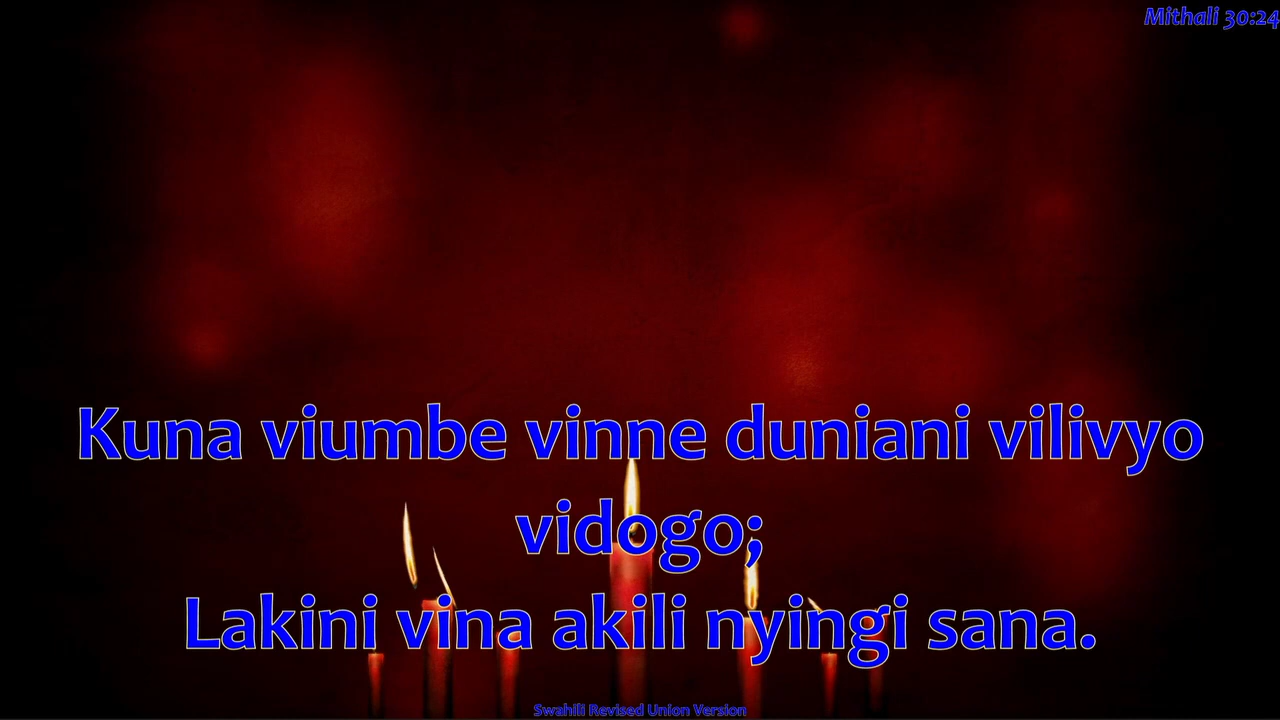 Mithali 30:24
Kuna viumbe vinne duniani vilivyo
vidogo;
Lakini vina akili nyingi sana.
Swahili Revised Union Version